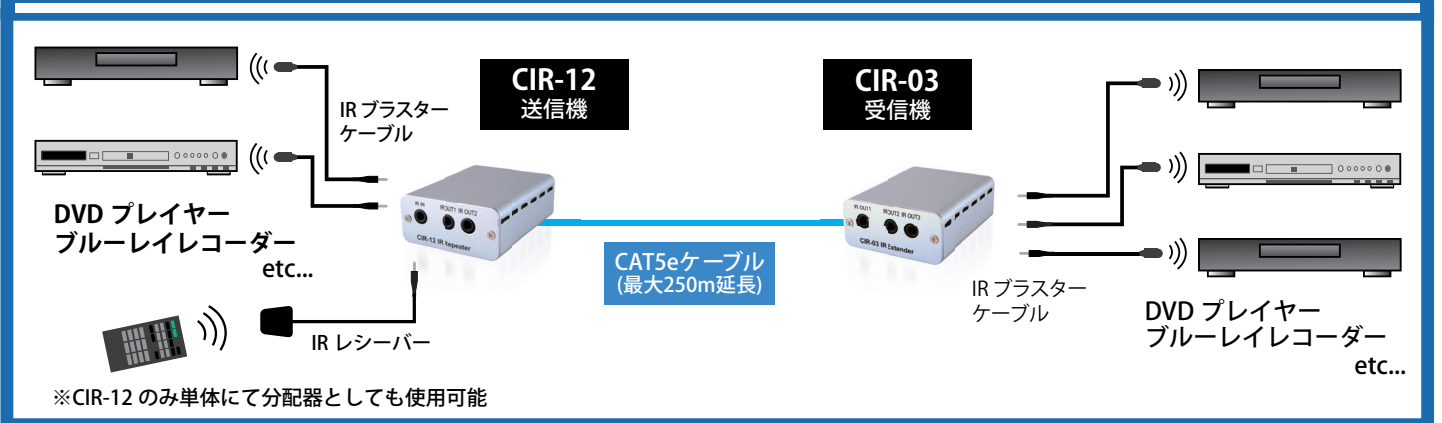 CIR-12
送信機
CIR-03
受信機
IR ブラスター
ケーブル
DVD プレイヤー
ブルーレイレコーダー
etc...
IR IN
IROUT1 IR OUT2
CIR-12 IR Repeater
IR レシーバー
CAT5eケーブル
(最大250m延長)
IR OUT1
IROUT2 IR OUT3
CIR-03 IR Extender
IR ブラスター
ケーブル
DVD プレイヤー
ブルーレイレコーダー
etc...
※CIR-12 のみ単体にて分配器としても使用可能